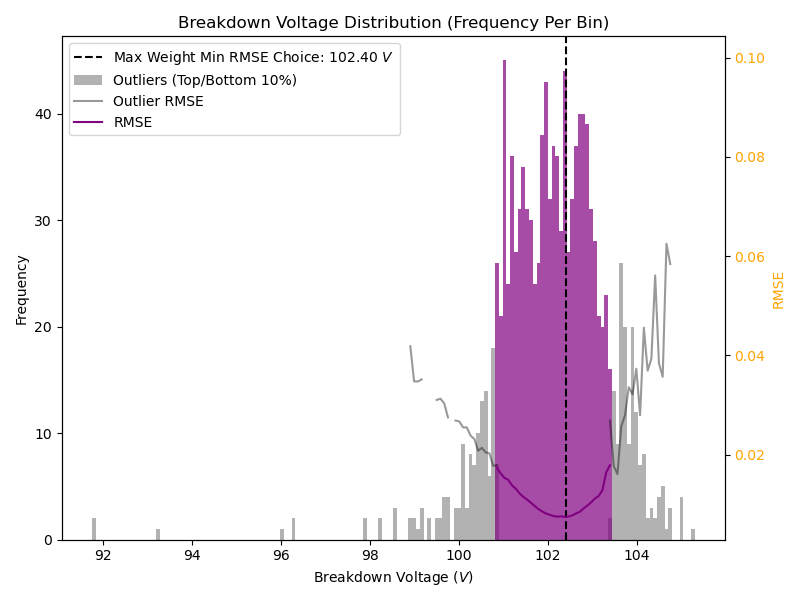 Breakdown Voltage Distribution (Frequency Per Bin)
Max Weight Min RMSE Choice: 102.40 V
Outliers (Top/Bottom 10%)
Outlier RMSE
RMSE
Frequency
0
10
20
30
40
92
94
96
98
100
102
104
Breakdown Voltage (V)
0.02
0.04
0.06
0.08
0.10
RMSE